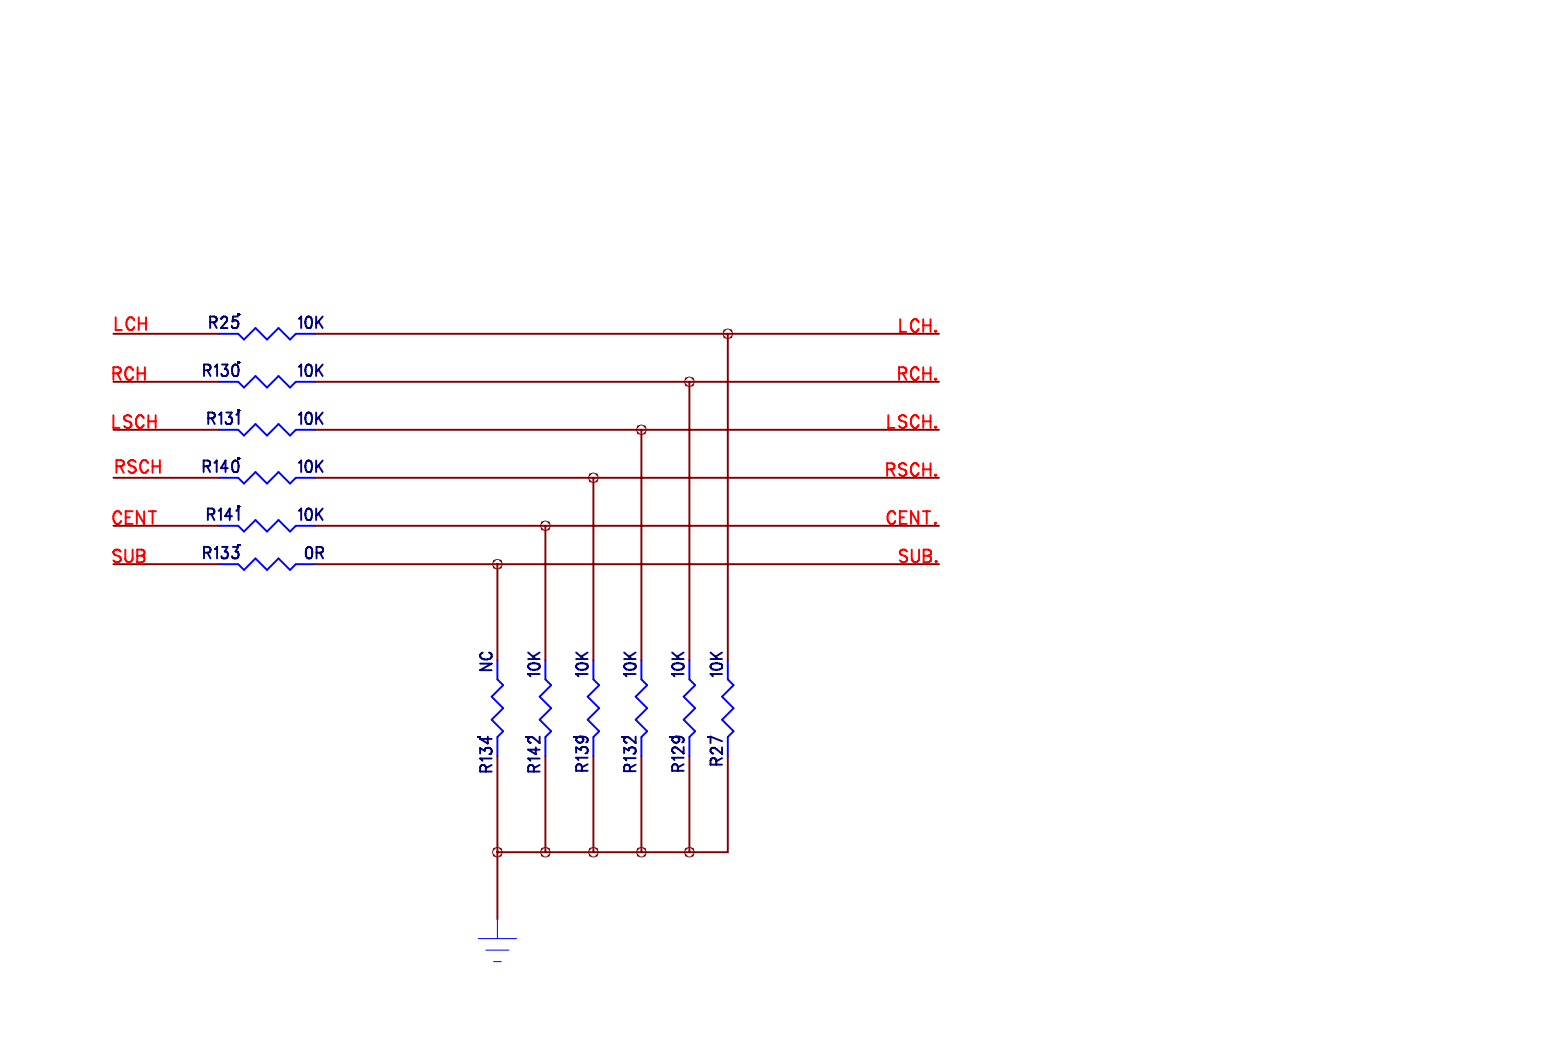 LCH R25 10K LCH.
RCH R130 10K RCH.
LSCH R131 10K LSCH.
RSCH R140 10K RSCH.
CENT R141 10K CENT.
SUB R133 0R SUB.
NC 10K 10K 10K 10K 10K
R134 R142 R139 R132 R129 R27